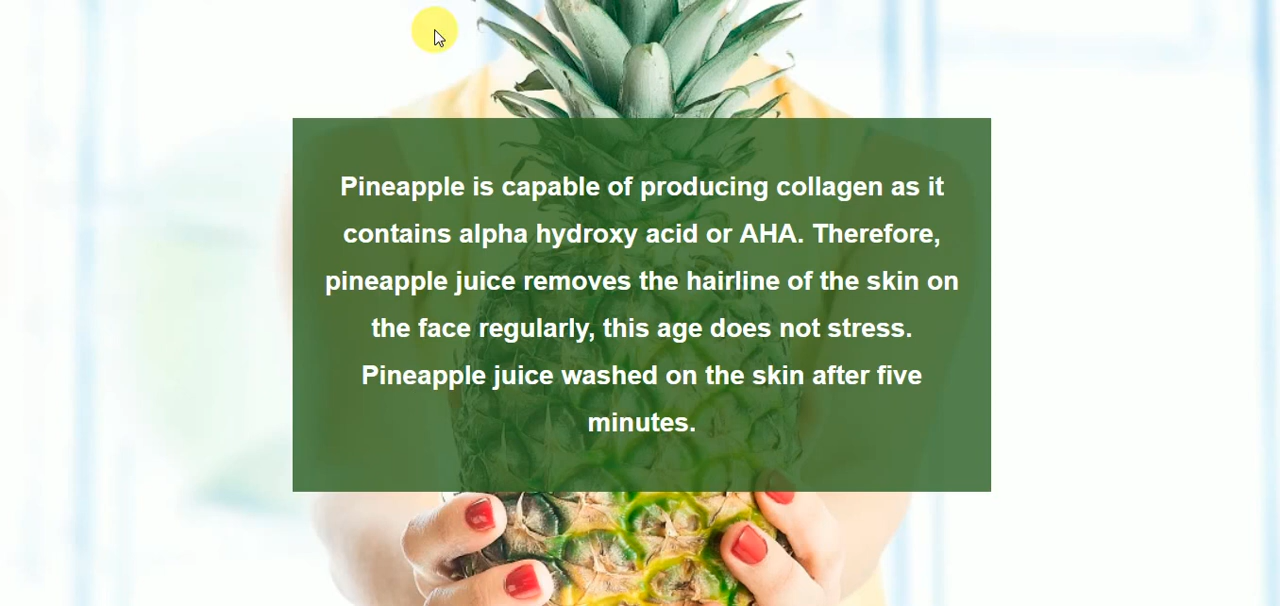 Pineapple is capable of producing collagen as it
contains alpha hydroxy acid or AHA. Therefore,
pineapple juice removes the hairline of the skin on
the face regularly, this age does not stress.
Pineapple juice washed on the skin after five
minutes.